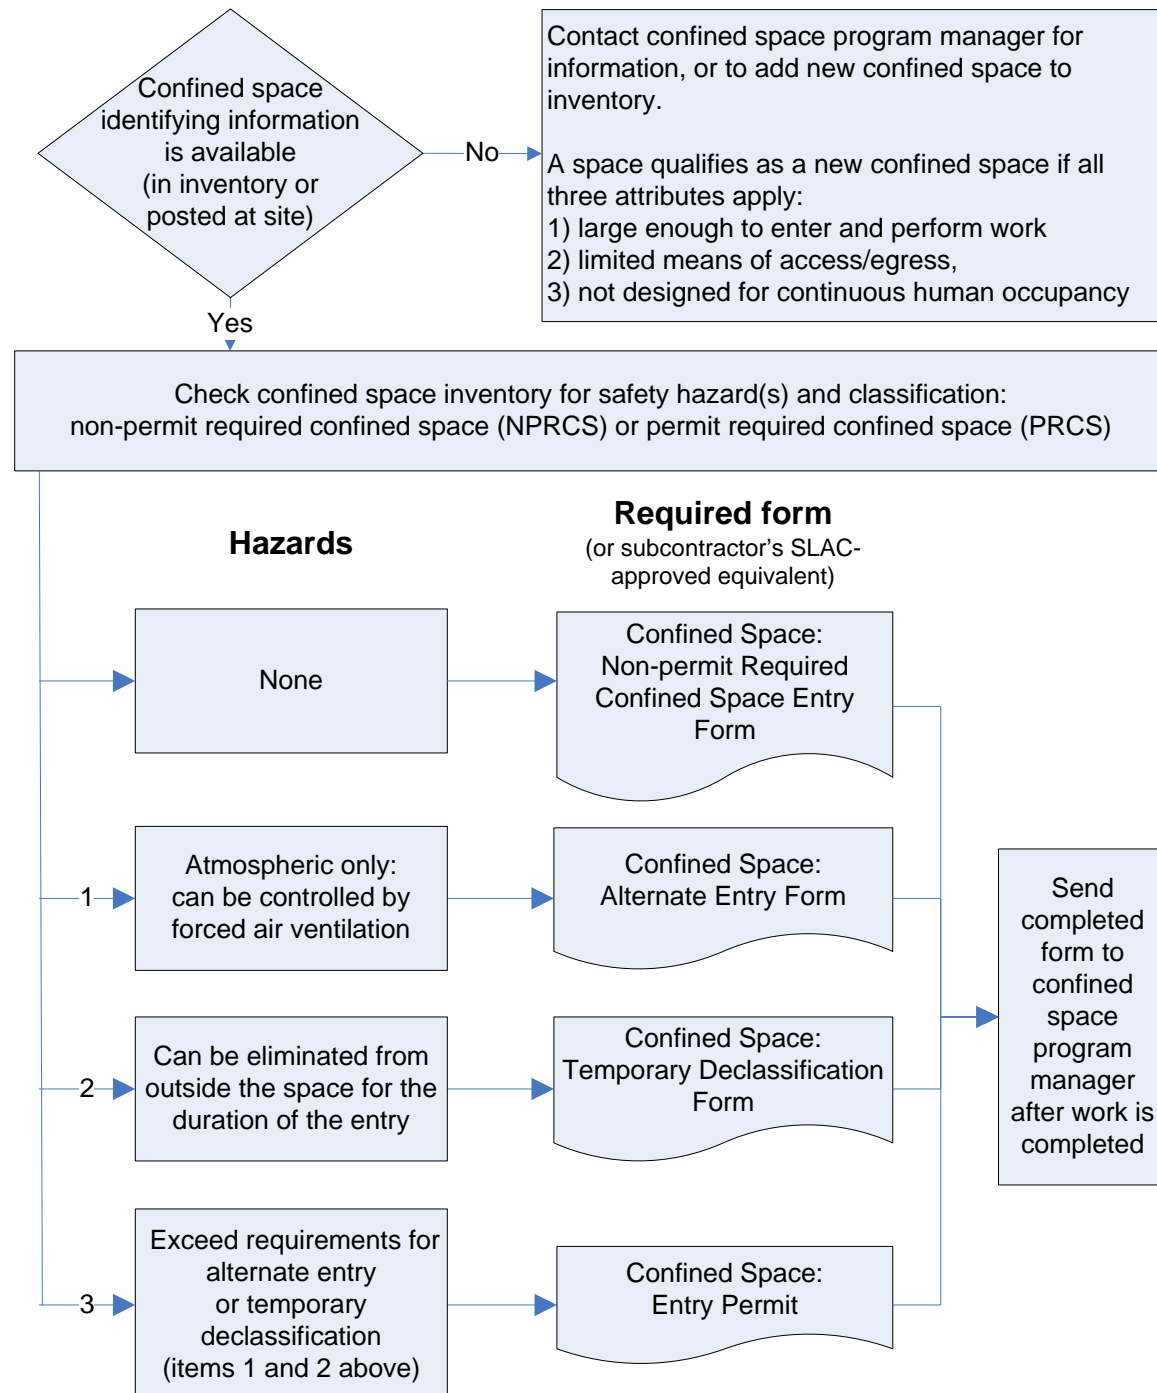 Confined space
identifying information
is available
(in inventory or
posted at site)
No
Contact confined space program manager for
information, or to add new confined space to
inventory.
A space qualifies as a new confined space if all
three attributes apply:
1) large enough to enter and perform work
2) limited means of access/egress,
3) not designed for continuous human occupancy
Yes
Check confined space inventory for safety hazard(s) and classification:
non-permit required confined space (NPRCS) or permit required confined space (PRCS)
Hazards
Required form
(or subcontractor’s SLAC-
approved equivalent)
None
Confined Space:
Non-permit Required
Confined Space Entry
Form
1
Atmospheric only:
can be controlled by
forced air ventilation
Confined Space:
Alternate Entry Form
2
Can be eliminated from
outside the space for the
duration of the entry
Confined Space:
Temporary Declassification
Form
3
Exceed requirements for
alternate entry
or temporary
declassification
(items 1 and 2 above)
Confined Space:
Entry Permit
Send
completed
form to
confined
space
program
manager
after work is
completed